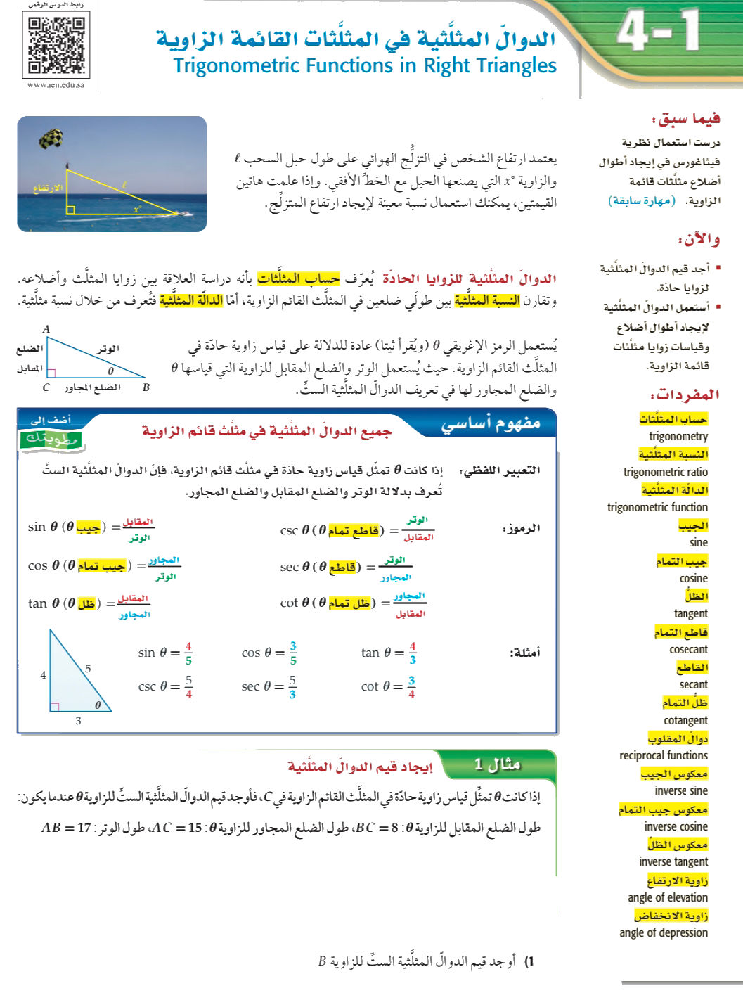 رابط الدرس الرقمي
www.ien.edu.sa
4-1
الدوالّ المثلَّثية في المثلَّثات القائمة الزاوية
Trigonometric Functions in Right Triangles
فيما سبق:
درست استعمال نظرية
فيثاغورس في إيجاد أطوال
أضلاع مثلَّثات قائمة
الزاوية. (مهارة سابقة)
والآن:
▪ أجد قيم الدوالّ المثلَّثية
لزوايا حادّة.
▪ أستعمل الدوالّ المثلَّثية
لإيجاد أطوال أضلاع
وقياسات زوايا مثلَّثات
قائمة الزاوية.
المفردات:
حساب المثلَّثات
trigonometry
النسبة المثلَّثية
trigonometric ratio
الدالّة المثلَّثية
trigonometric function
الجيب
sine
جيب التمام
cosine
الظلُّ
tangent
قاطع التمام
cosecant
القاطع
secant
ظلُّ التمام
cotangent
دوالّ المقلوب
reciprocal functions
معكوس الجيب
inverse sine
معكوس جيب التمام
inverse cosine
معكوس الظلّ
inverse tangent
زاوية الارتفاع
angle of elevation
زاوية الانخفاض
angle of depression
يعتمد ارتفاع الشخص في التزلُّج الهوائي على طول حبل السحب ℓ
والزاوية x° التي يصنعها الحبل مع الخطِّ الأفقي. وإذا علمت هاتين
القيمتين، يمكنك استعمال نسبة معينة لإيجاد ارتفاع المتزلِّج.
الارتفاع
ℓ
x°
الدوالّ المثلَّثية للزوايا الحادّة يُعرّف حساب المثلَّثات بأنه دراسة العلاقة بين زوايا المثلَّث وأضلاعه.
وتقارن النسبة المثلَّثية بين طولَي ضلعين في المثلَّث القائم الزاوية، أمّا الدالّة المثلَّثية فتُعرف من خلال نسبة مثلَّثية.
يُستعمل الرمز الإغريقي θ (ويُقرأ ثيتا) عادة للدلالة على قياس زاوية حادّة في
المثلَّث القائم الزاوية. حيث يُستعمل الوتر والضلع المقابل للزاوية التي قياسها θ
والضلع المجاور لها في تعريف الدوالّ المثلَّثية الستِّ.
A
الوتر
الضلع
المقابل
θ
C الضلع المجاور B
مفهوم أساسي
جميع الدوالّ المثلَّثية في مثلَّث قائم الزاوية
أضف إلى
مطويتك
التعبير اللفظي: إذا كانت θ تمثِّل قياس زاوية حادّة في مثلَّث قائم الزاوية، فإنّ الدوالّ المثلَّثية الستَّ
تُعرف بدلالة الوتر والضلع المقابل والضلع المجاور.
الرموز:
sin θ (θ جيب) = المقابل / الوتر
csc θ (θ قاطع تمام) = الوتر / المقابل
cos θ (θ جيب تمام) = المجاور / الوتر
sec θ (θ قاطع) = الوتر / المجاور
tan θ (θ ظل) = المقابل / المجاور
cot θ (θ ظل تمام) = المجاور / المقابل
أمثلة:
sin θ = 4/5 cos θ = 3/5 tan θ = 4/3
csc θ = 5/4 sec θ = 5/3 cot θ = 3/4
4
5
θ
3
مثال 1 إيجاد قيم الدوالّ المثلَّثية
إذا كانت θ تمثِّل قياس زاوية حادّة في المثلَّث القائم الزاوية في C، فأوجد قيم الدوالّ المثلَّثية الستِّ للزاوية θ عندما يكون:
طول الضلع المقابل للزاوية θ: BC = 8، طول الضلع المجاور للزاوية θ: AC = 15، طول الوتر: AB = 17
1) أوجد قيم الدوالّ المثلَّثية الستِّ للزاوية B